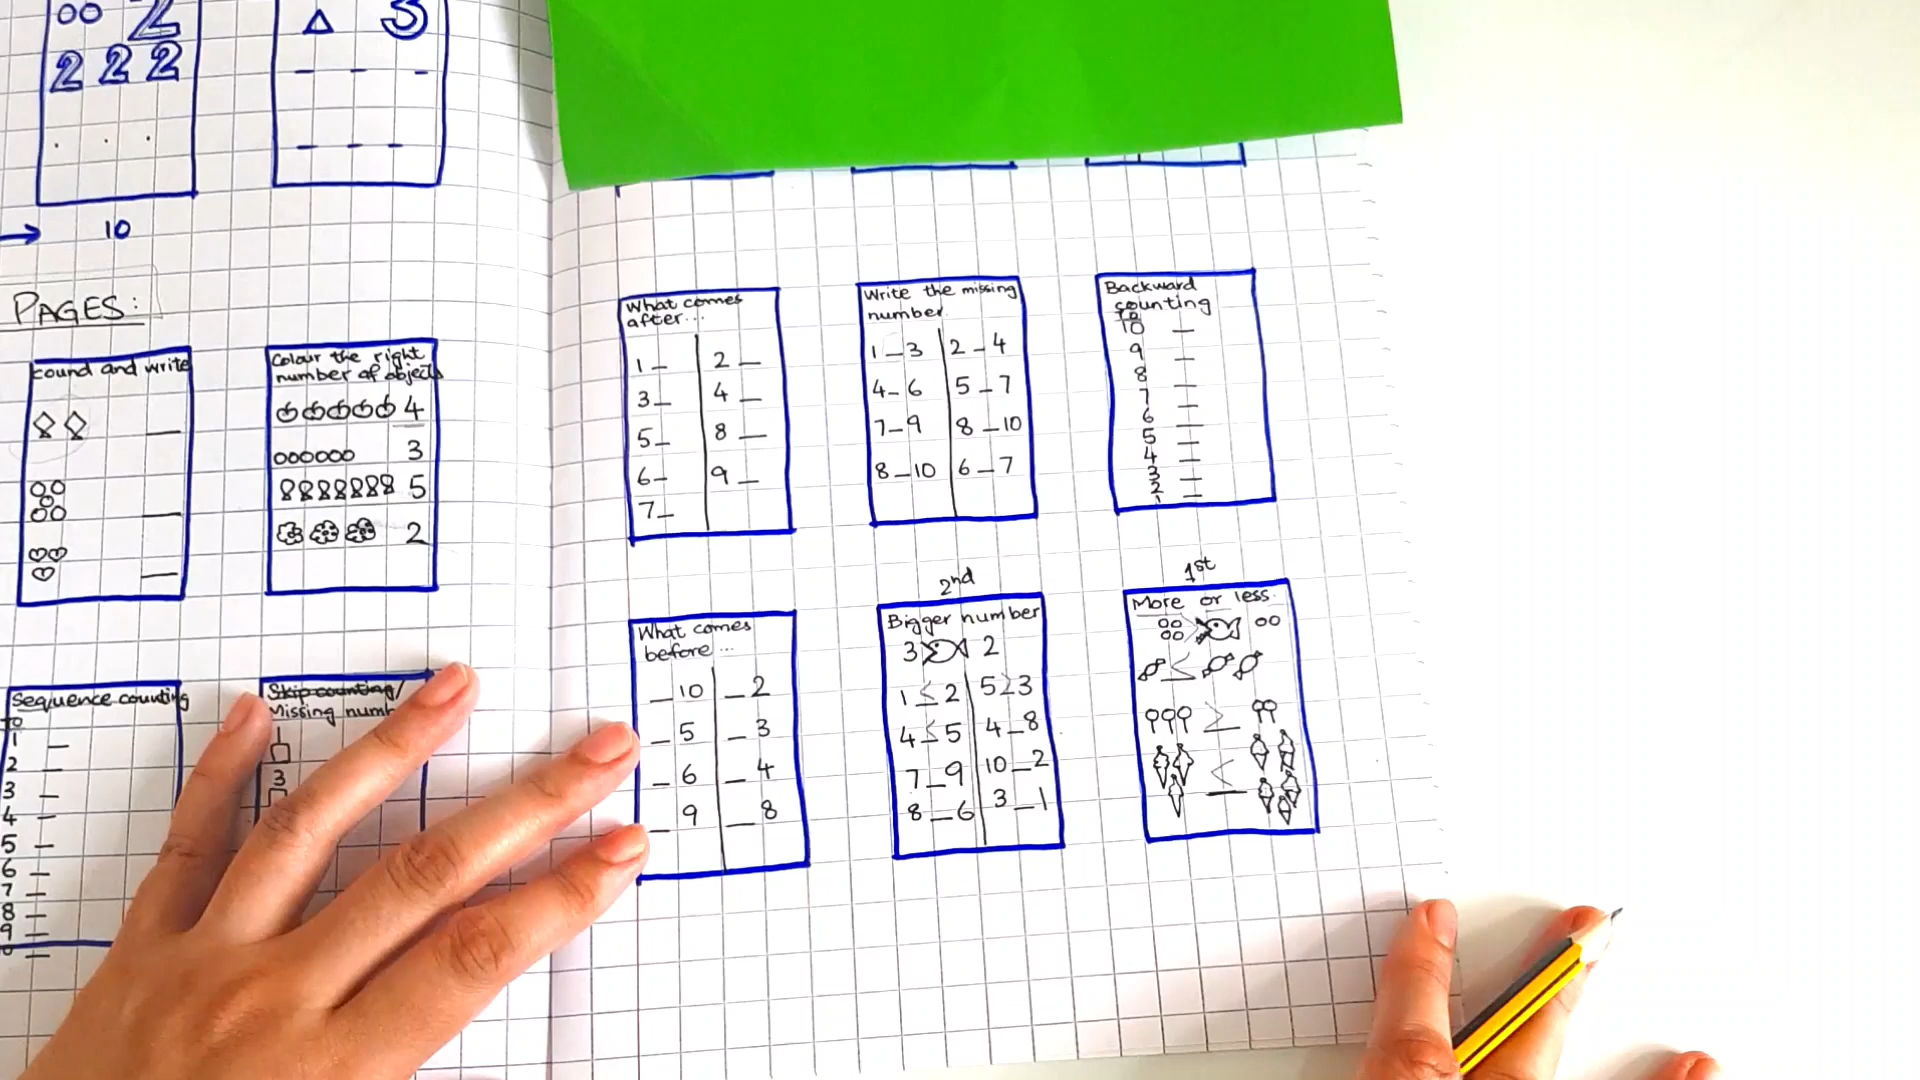 2
2 2 2
3
10
PAGES:
Cound and write
Colour the right
number of objects
4
3
5
2
Sequence counting
1 _
2 _
3 _
4 _
5 _
6 _
7 _
8 _
9 _
Skip counting/
Missing numb
3
What comes
after...
1 _ 2 _
3 _ 4 _
5 _ 8 _
6 _ 9 _
7 _
Write the missing
number
1 _ 3 2 _ 4
4 _ 6 5 _ 7
7 _ 9 8 _ 10
8 _ 10 6 _ 7
Backward
counting
10 _
9 _
8 _
7 _
6 _
5 _
4 _
3 _
2 _
1
What comes
before...
_ 10 _ 2
_ 5 _ 3
_ 6 _ 4
_ 9 _ 8
2nd
Bigger number
3 2
1 < 2 5 > 3
4 < 5 4 _ 8
7 _ 9 10 _ 2
8 _ 6 3 _ 1
1st
More or less
>
<
>
<